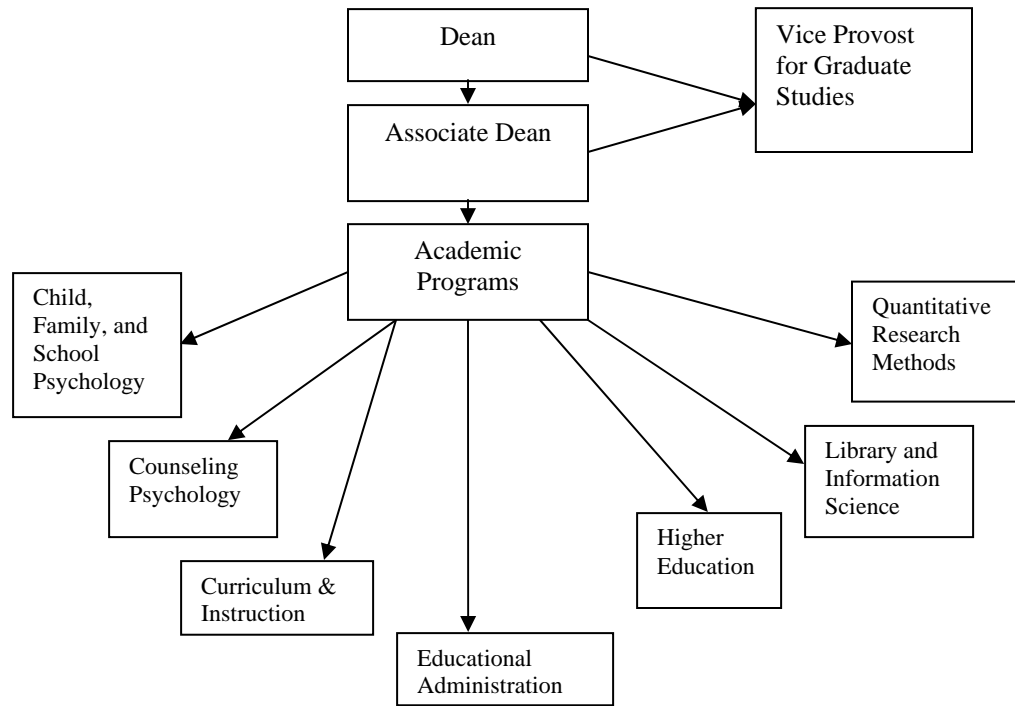 Dean
Vice Provost
for Graduate
Studies
Associate Dean
Academic
Programs
Child,
Family, and
School
Psychology
Quantitative
Research
Methods
Counseling
Psychology
Library and
Information
Science
Higher
Education
Curriculum &
Instruction
Educational
Administration